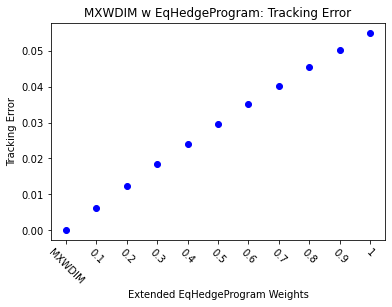 MXWDIM w EqHedgeProgram: Tracking Error
Tracking Error
0.05
0.04
0.03
0.02
0.01
0.00
MXWDIM 0.1 0.2 0.3 0.4 0.5 0.6 0.7 0.8 0.9 1
Extended EqHedgeProgram Weights